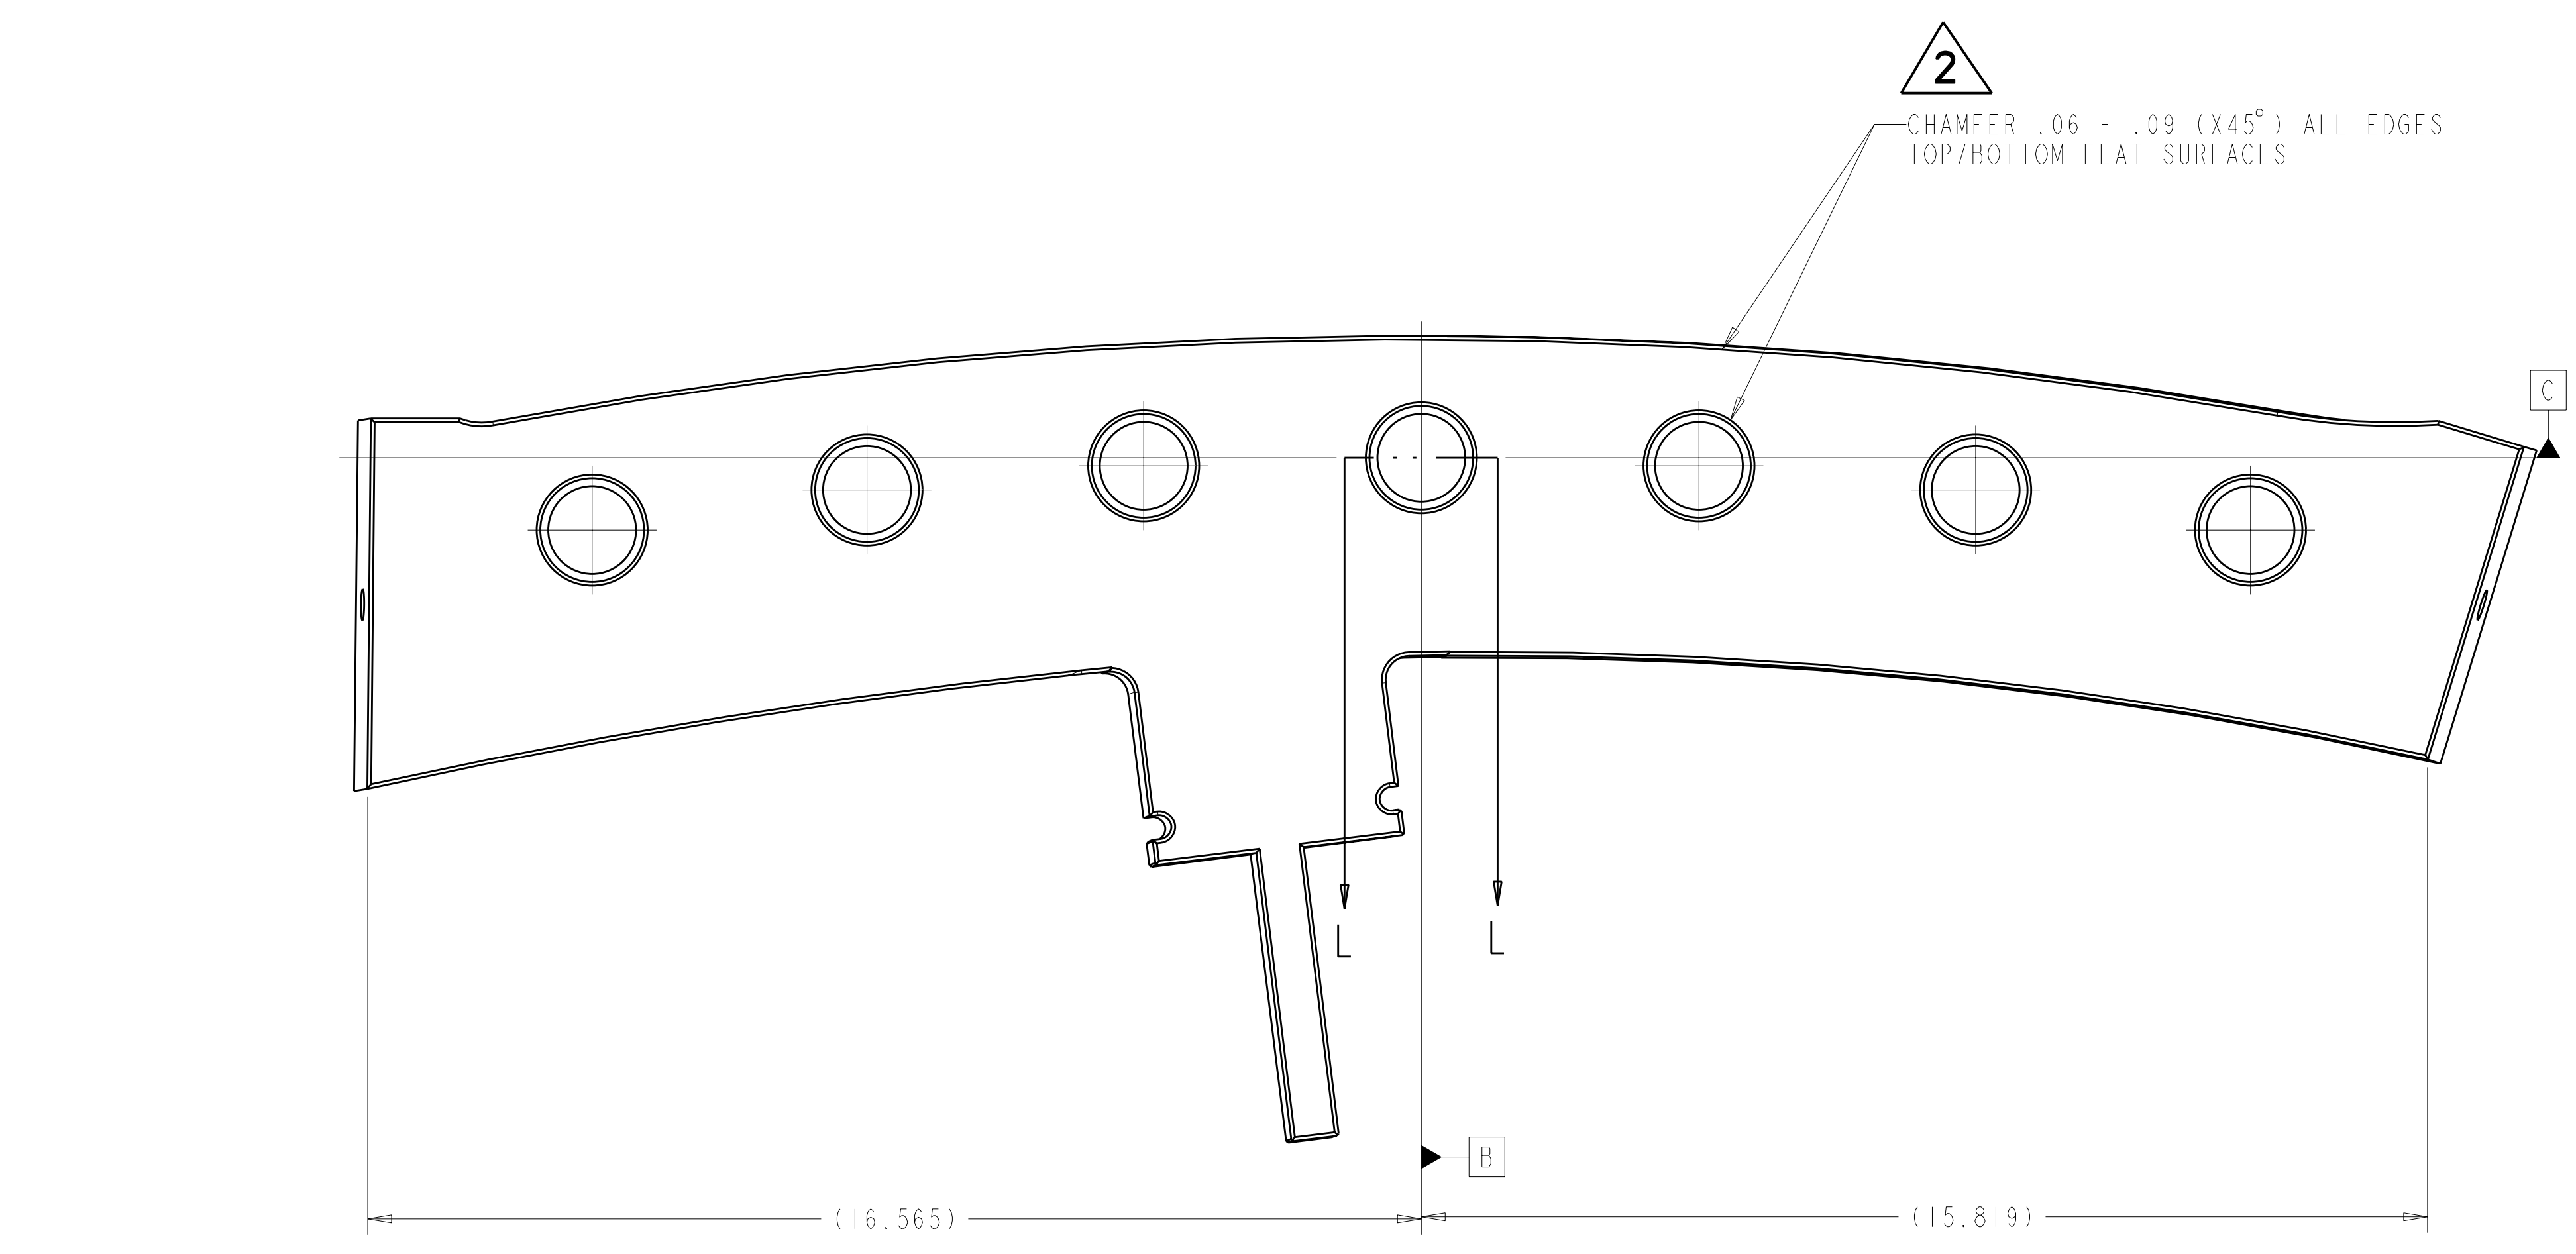 2
CHAMFER .06 - .09 (X45°) ALL EDGES
TOP/BOTTOM FLAT SURFACES
C
L
L
B
(16.565)
(15.819)